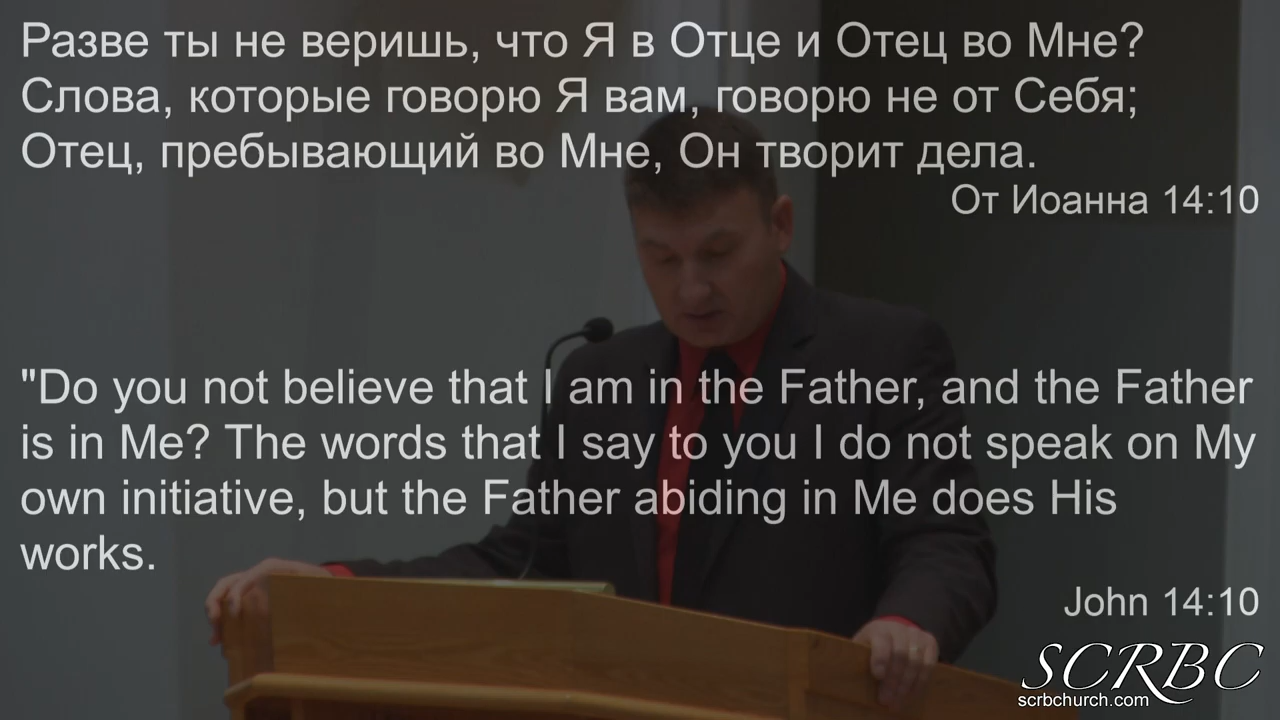 Разве ты не веришь, что Я в Отце и Отец во Мне?
Слова, которые говорю Я вам, говорю не от Себя;
Отец, пребывающий во Мне, Он творит дела.
От Иоанна 14:10
"Do you not believe that I am in the Father, and the Father
is in Me? The words that I say to you I do not speak on My
own initiative, but the Father abiding in Me does His
works.
John 14:10
SCRBC
scrbchurch.com